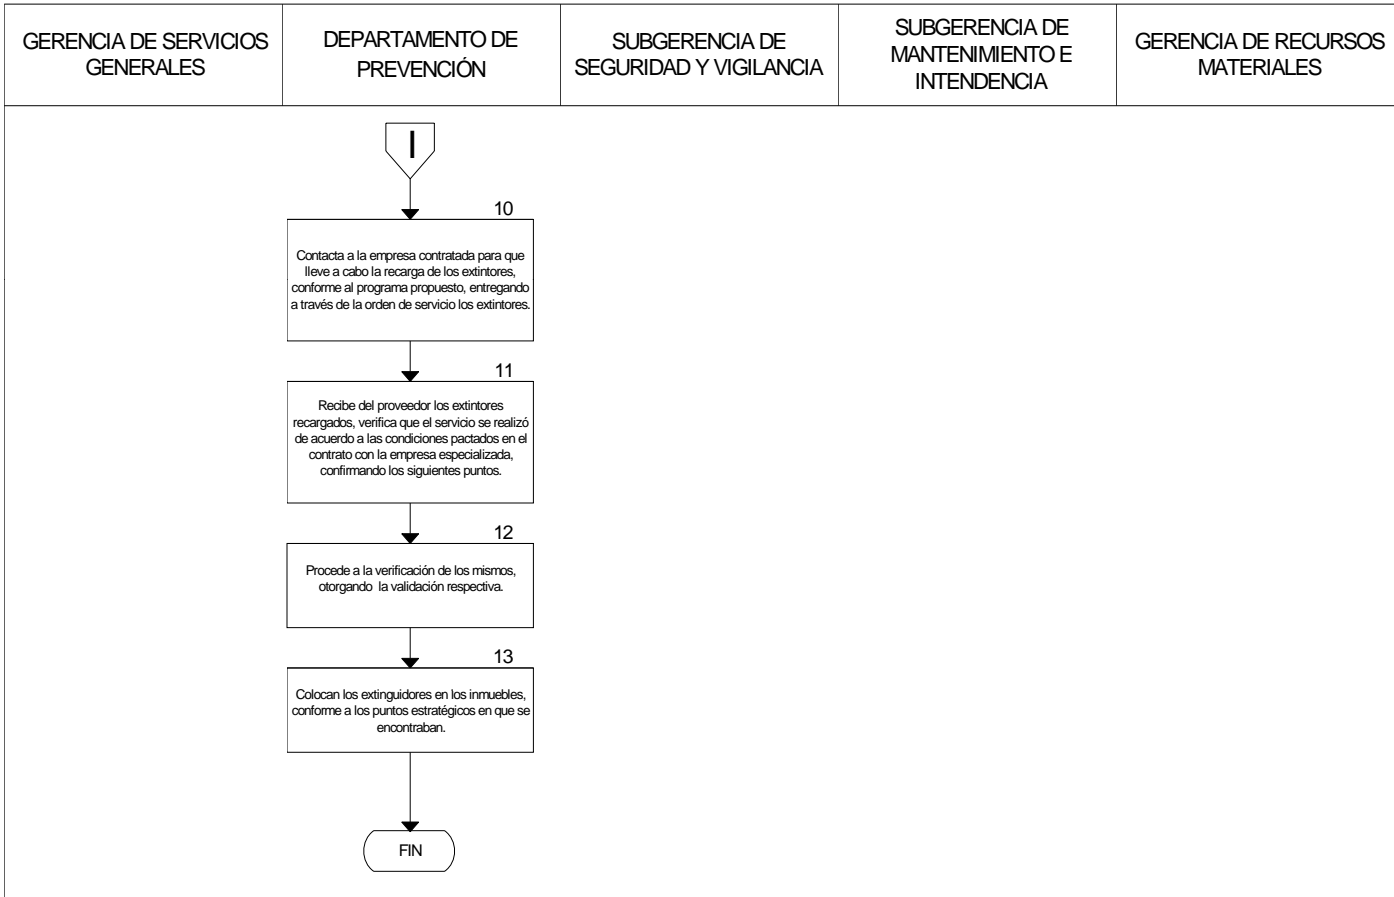 GERENCIA DE SERVICIOS
GENERALES
DEPARTAMENTO DE
PREVENCIÓN
SUBGERENCIA DE
SEGURIDAD Y VIGILANCIA
SUBGERENCIA DE
MANTENIMIENTO E
INTENDENCIA
GERENCIA DE RECURSOS
MATERIALES
I
10
Contacta a la empresa contratada para que
lleve a cabo la recarga de los extintores,
conforme al programa propuesto, entregando
a través de la orden de servicio los extintores.
11
Recibe del proveedor los extintores
recargados, verifica que el servicio se realizó
de acuerdo a las condiciones pactados en el
contrato con la empresa especializada,
confirmando los siguientes puntos.
12
Procede a la verificación de los mismos,
otorgando la validación respectiva.
13
Colocan los extinguidores en los inmuebles,
conforme a los puntos estratégicos en que se
encontraban.
FIN